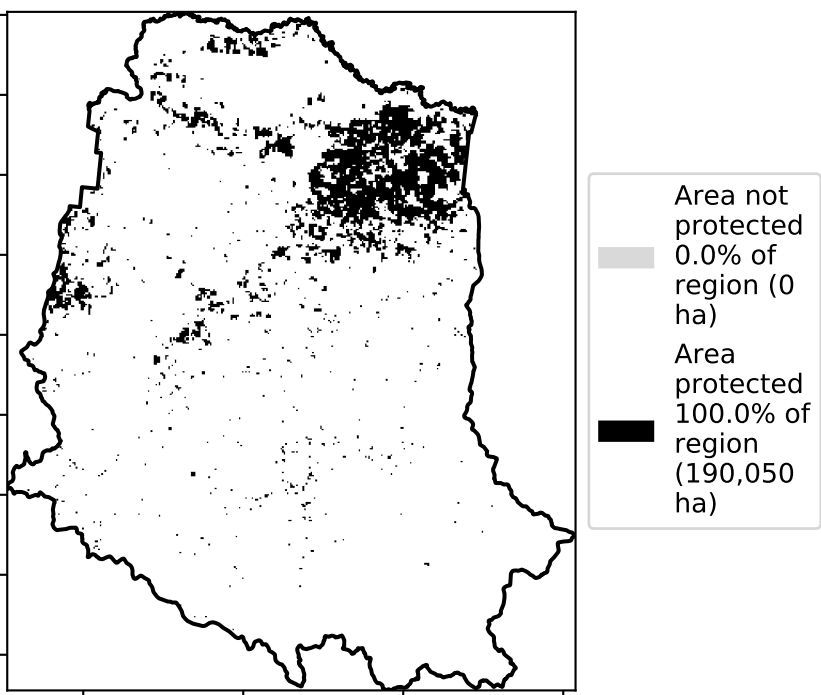 Area not
protected
0.0% of
region (0
ha)
Area
protected
100.0% of
region
(190,050
ha)